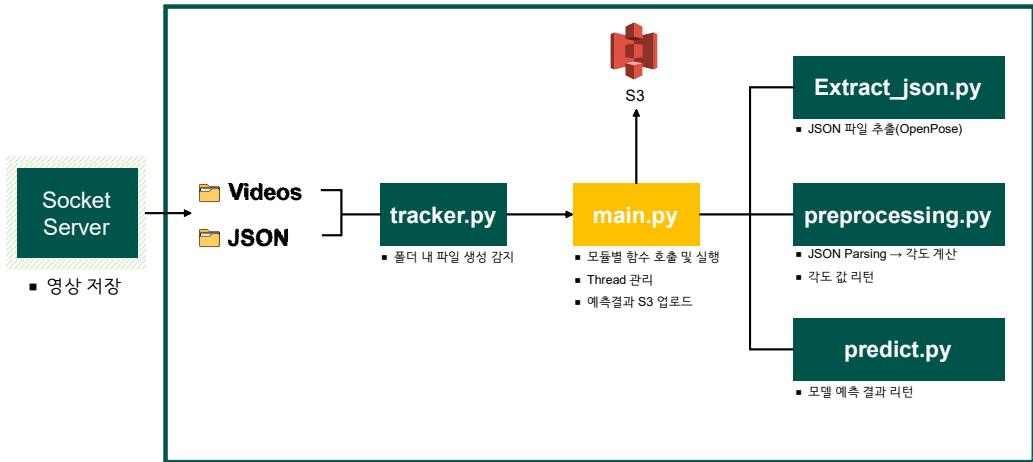 Socket
Server
■ 영상 저장
Videos
JSON
tracker.py
■ 폴더 내 파일 생성 감지
S3
main.py
■ 모듈별 함수 호출 및 실행
■ Thread 관리
■ 예측결과 S3 업로드
Extract_json.py
■ JSON 파일 추출(OpenPose)
preprocessing.py
■ JSON Parsing → 각도 계산
■ 각도 값 리턴
predict.py
■ 모델 예측 결과 리턴